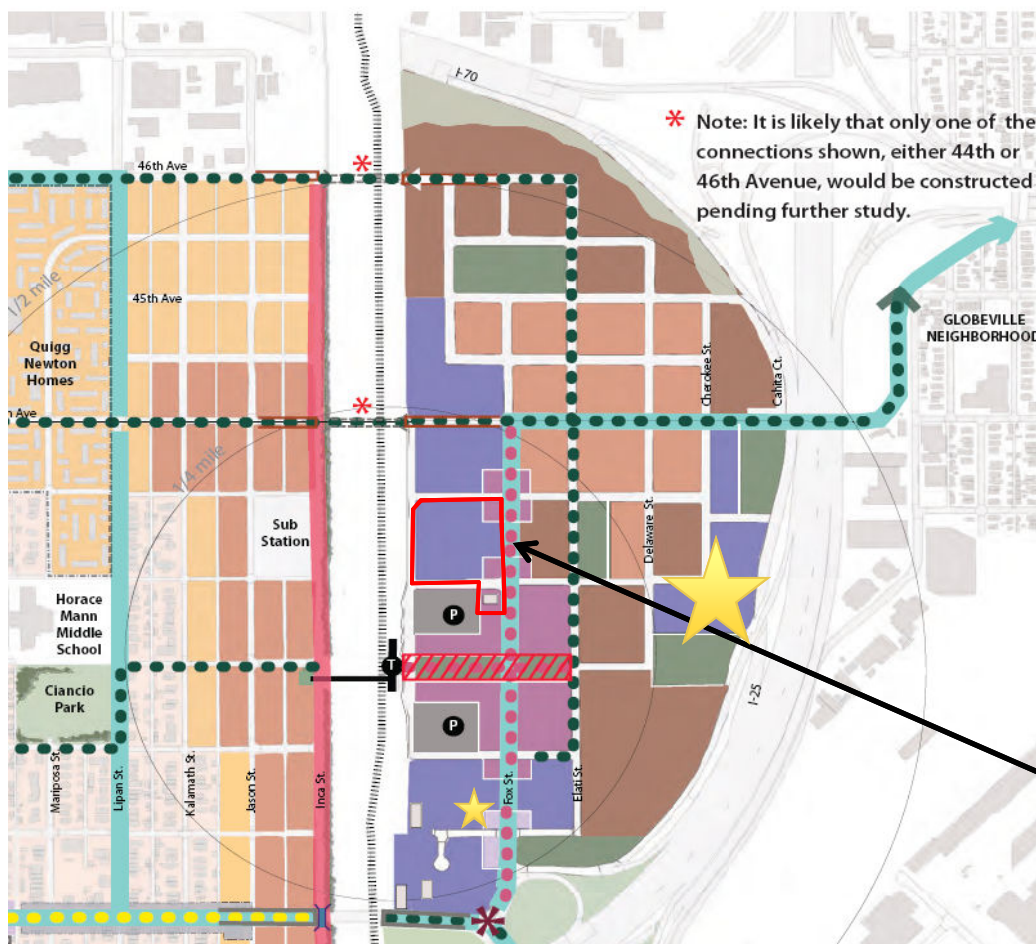 I-70
* Note: It is likely that only one of the
connections shown, either 44th or
46th Avenue, would be constructed
pending further study.
46th Ave
*
1/2 mile
45th Ave
Quigg
Newton
Homes
GLOBEVILLE
NEIGHBORHOOD
Cherokee St.
Cahita Ct.
Ave
*
1/4 mile
Sub
Station
Delaware St.
Horace
Mann
Middle
School
P
T
Ciancio
Park
I-25
P
Mariposa St.
Lipan St.
Kalamath St.
Jason St.
Inca St.
Fox St.
Elati St.
*